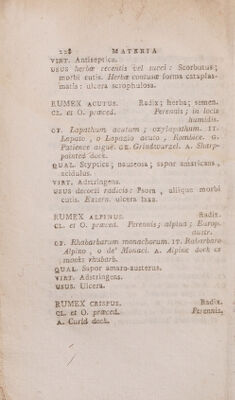 228 MATERIA
VIRT. Antiseptica.
USUS herbæ recentis vel succi: Scorbutus;
morbi cutis. Herbæ contusæ forma cataplas-
matis: ulcera scrophulosa.
RUMEX ACUTUS. Radix; herba; semen.
CL. et O. præced. Perennis; in locis
humidis.
OF. Lapathum acutum; oxylapathum. IT.
Lapato, o Lapazio acuto, Rombice. G.
Patience aigue. GE. Grindwurzel. A. Sharp-
pointed dock.
QUAL. Styptica; nauseosa; sapor amaricans,
acidulus.
VIRT. Adstringens.
USUS decocti radicis: Psora, aliique morbi
cutis. Extern. ulcera laxa.
RUMEX ALPINUS. Radix.
CL. et O. præced. Perennis; alpina; Europ.
austr.
OF. Rhabarbarum monachorum. IT. Rabarbaro
Alpino, o de' Monaci. A. Alpine dock or
monks rhubarb.
QUAL. Sapor amaro-austerus.
VIRT. Adstringens.
USUS. Ulcera.
RUMEX CRISPUS. Radix.
CL. et O. præced. Perennis,
A. Curld dock.